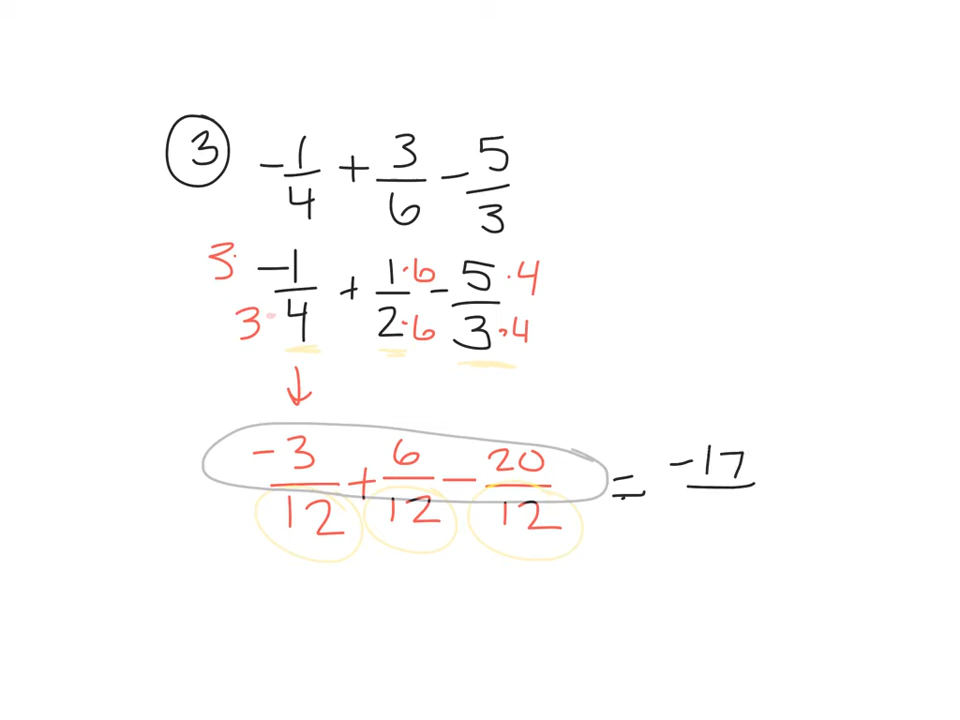 ③ -1/4 + 3/6 - 5/3
3· -1/4 + 1·6/2·6 - 5·4/3·4
3·
↓
-3/12 + 6/12 - 20/12 = -17/